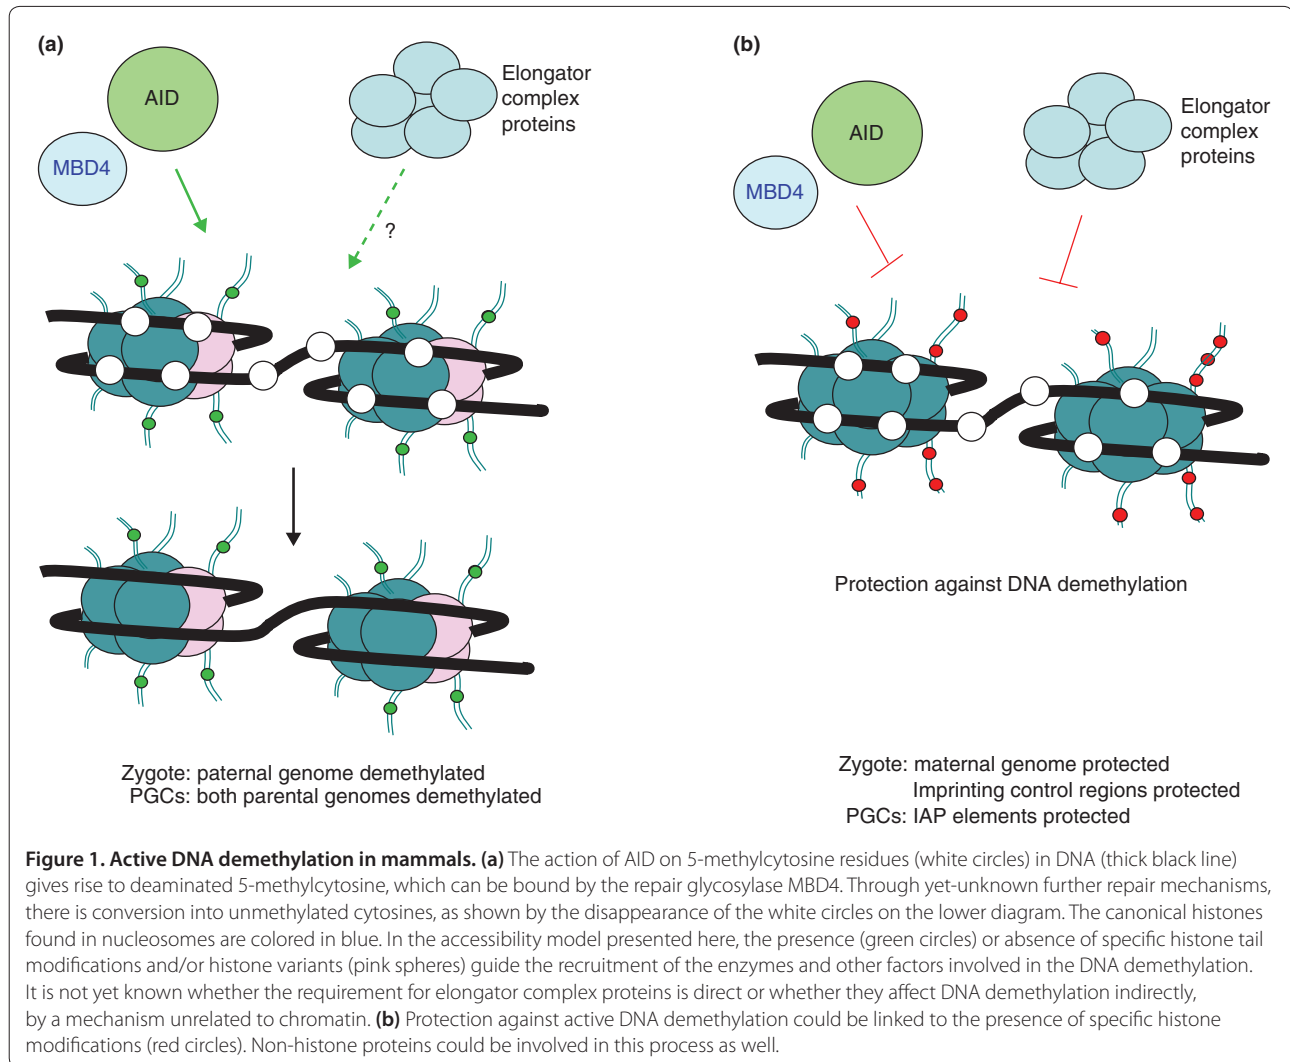 (a)
AID
MBD4
Elongator
complex
proteins
?
Zygote: paternal genome demethylated
PGCs: both parental genomes demethylated
(b)
AID
MBD4
Elongator
complex
proteins
Protection against DNA demethylation
Zygote: maternal genome protected
Imprinting control regions protected
PGCs: IAP elements protected
Figure 1. Active DNA demethylation in mammals. (a) The action of AID on 5-methylcytosine residues (white circles) in DNA (thick black line)
gives rise to deaminated 5-methylcytosine, which can be bound by the repair glycosylase MBD4. Through yet-unknown further repair mechanisms,
there is conversion into unmethylated cytosines, as shown by the disappearance of the white circles on the lower diagram. The canonical histones
found in nucleosomes are colored in blue. In the accessibility model presented here, the presence (green circles) or absence of specific histone tail
modifications and/or histone variants (pink spheres) guide the recruitment of the enzymes and other factors involved in the DNA demethylation.
It is not yet known whether the requirement for elongator complex proteins is direct or whether they affect DNA demethylation indirectly,
by a mechanism unrelated to chromatin. (b) Protection against active DNA demethylation could be linked to the presence of specific histone
modifications (red circles). Non-histone proteins could be involved in this process as well.